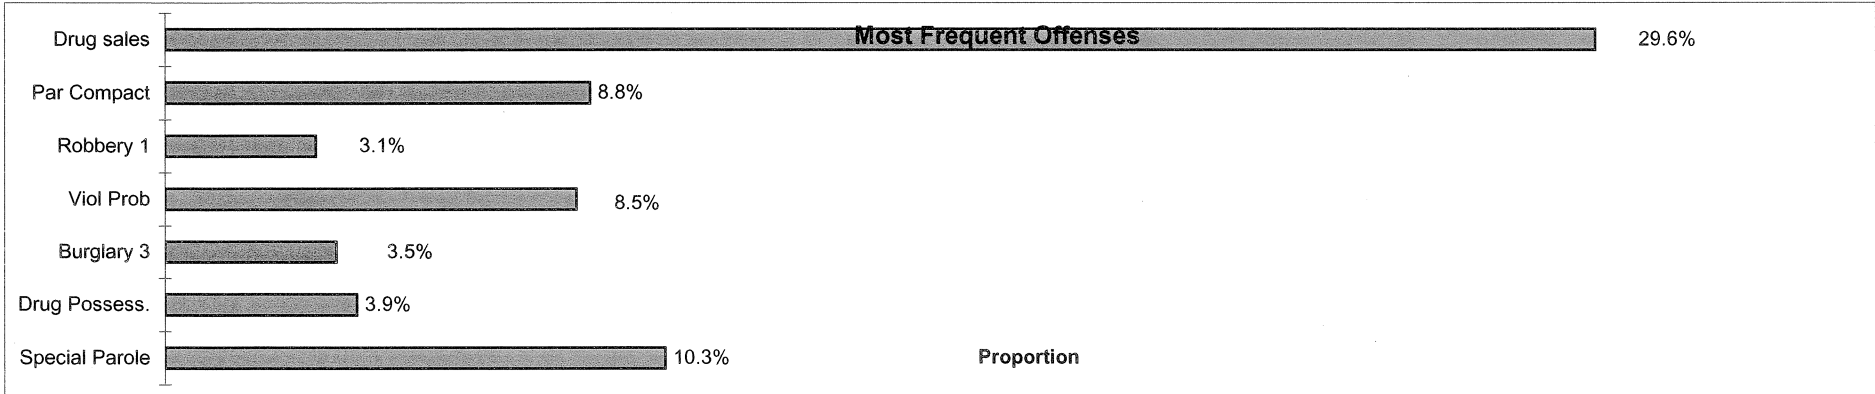 Most Frequent Offenses
Drug sales 29.6%
Par Compact 8.8%
Robbery 1 3.1%
Viol Prob 8.5%
Burglary 3 3.5%
Drug Possess. 3.9%
Special Parole 10.3%
Proportion